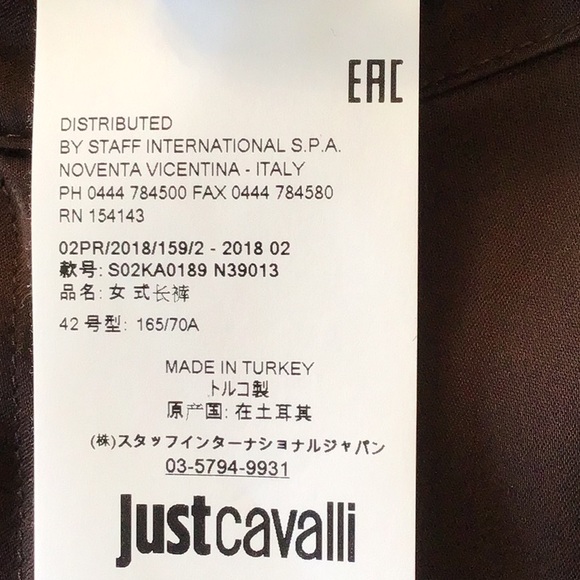 EAC
DISTRIBUTED
BY STAFF INTERNATIONAL S.P.A.
NOVENTA VICENTINA - ITALY
PH 0444 784500 FAX 0444 784580
RN 154143
02PR/2018/159/2 - 2018 02
款号: S02KA0189 N39013
品名: 女 式长裤
42 号型: 165/70A
MADE IN TURKEY
トルコ製
原产国: 在土耳其
(株)スタッフインターナショナルジャパン
03-5794-9931
justcavalli